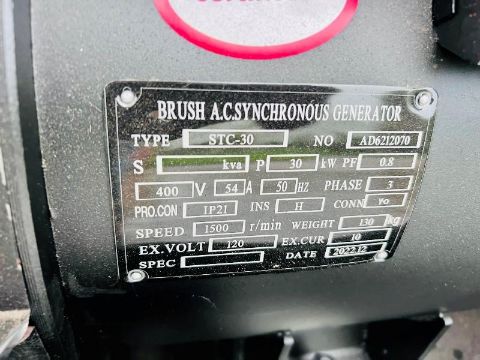 BRUSH A.C.SYNCHRONOUS GENERATOR
TYPE STC-30 NO AD6212070
S kva P 30 kW PF 0.8
400 V 54 A 50 HZ PHASE 3
PRO.CON IP21 INS H CONN Yo
SPEED 1500 r/min WEIGHT 130 kg
EX.VOLT 120 EX.CUR 10
SPEC DATE 2022.12